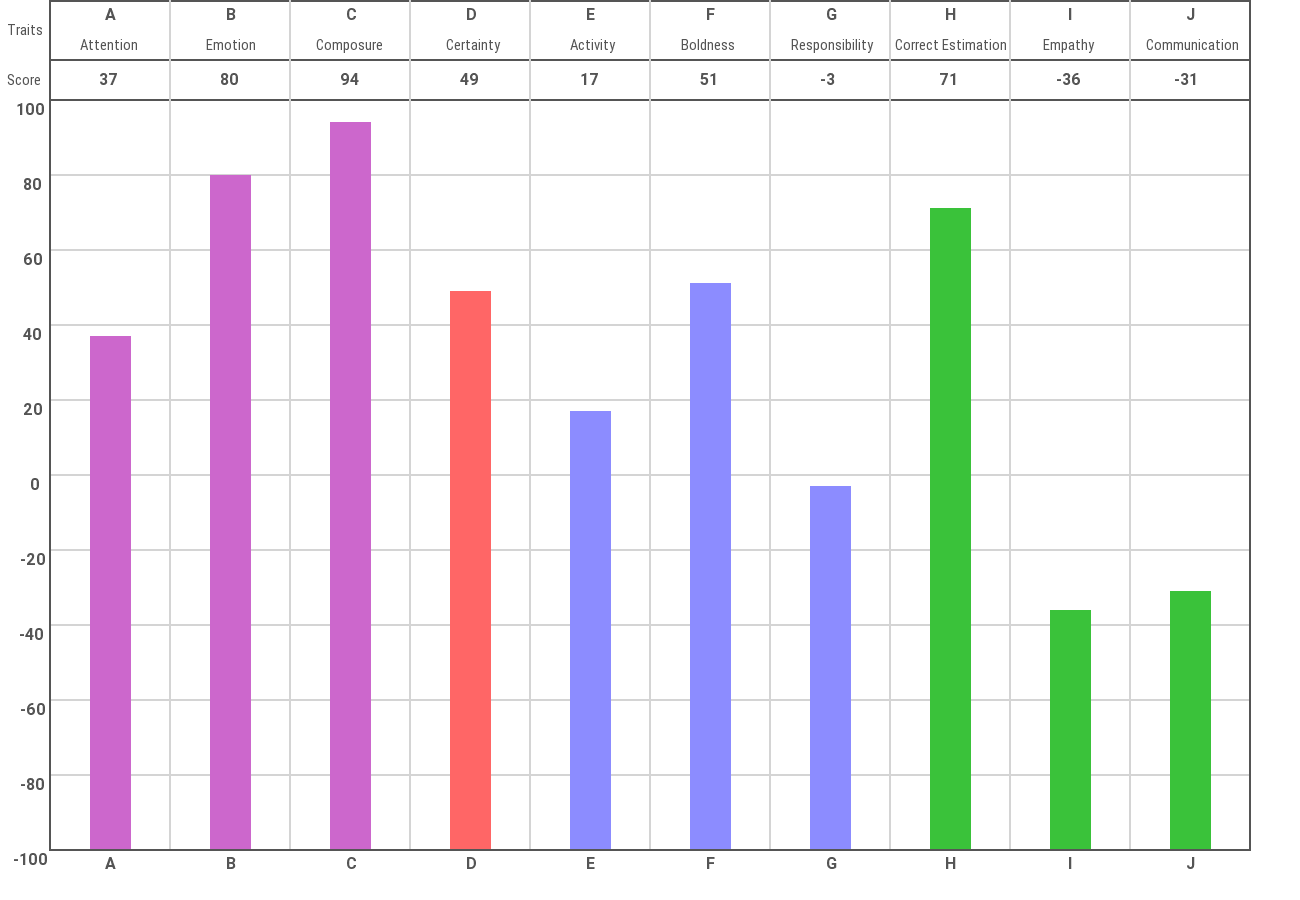 Traits A B C D E F G H I J
Attention Emotion Composure Certainty Activity Boldness Responsibility Correct Estimation Empathy Communication
Score 37 80 94 49 17 51 -3 71 -36 -31
100
80
60
40
20
0
-20
-40
-60
-80
-100
A B C D E F G H I J